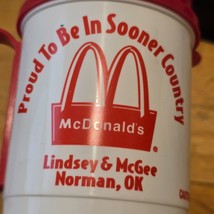 Proud To Be In Sooner Country
McDonald's
®
Lindsey & McGee
Norman, OK